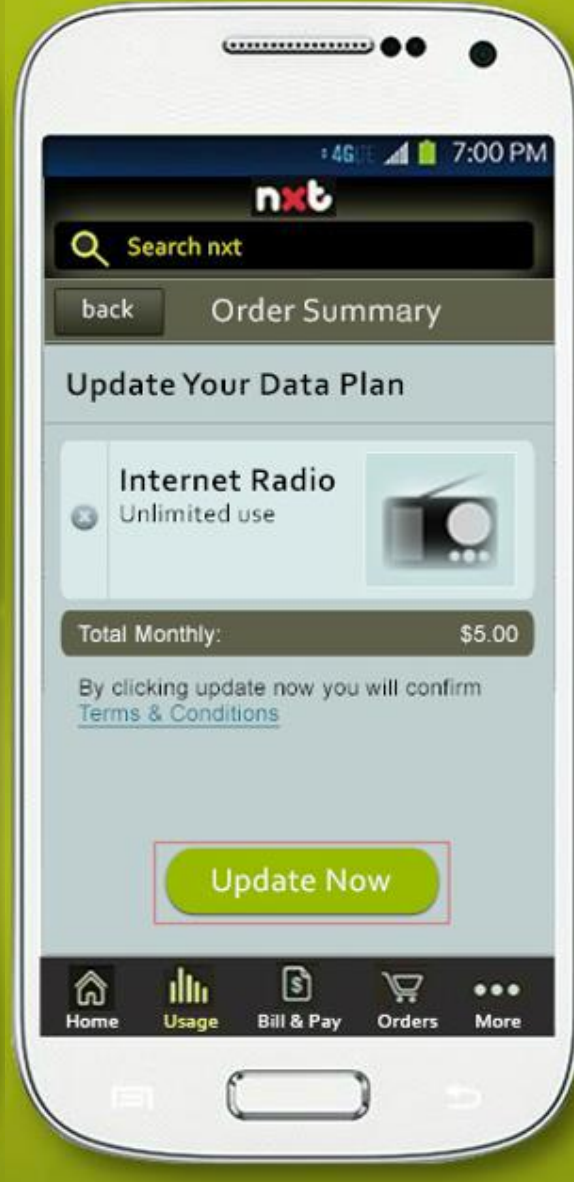 4G LTE 7:00 PM
nxt
Search nxt
back Order Summary
Update Your Data Plan
Internet Radio
Unlimited use
Total Monthly: $5.00
By clicking update now you will confirm
Terms & Conditions
Update Now
$
Home Usage Bill & Pay Orders More